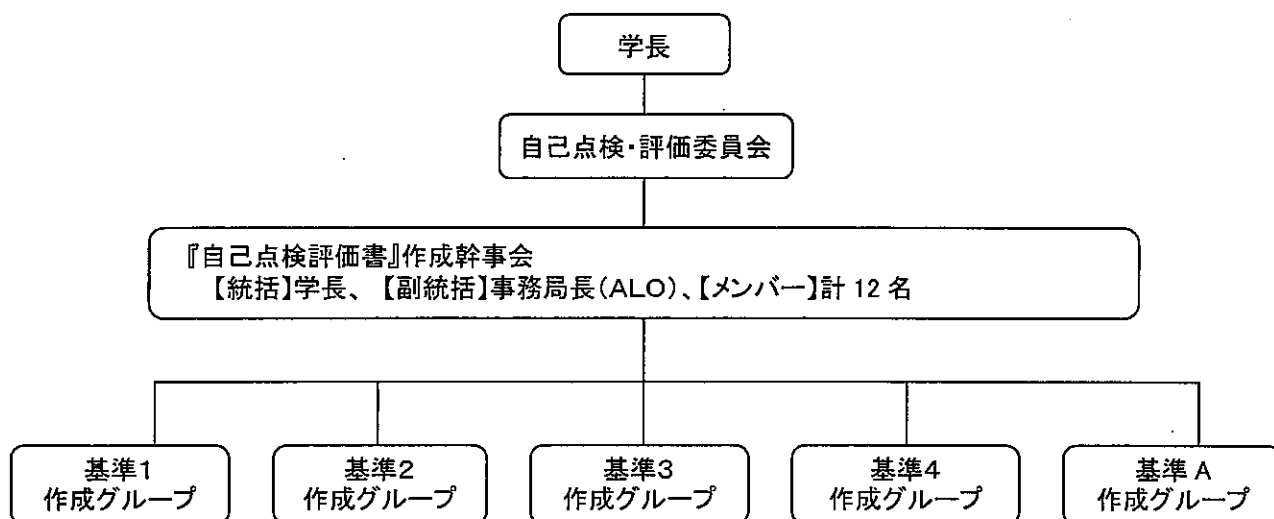 学長
自己点検・評価委員会
『自己点検評価書』作成幹事会
【統括】学長、【副統括】事務局長(ALO)、【メンバー】計 12 名
基準1
作成グループ
基準2
作成グループ
基準3
作成グループ
基準4
作成グループ
基準 A
作成グループ